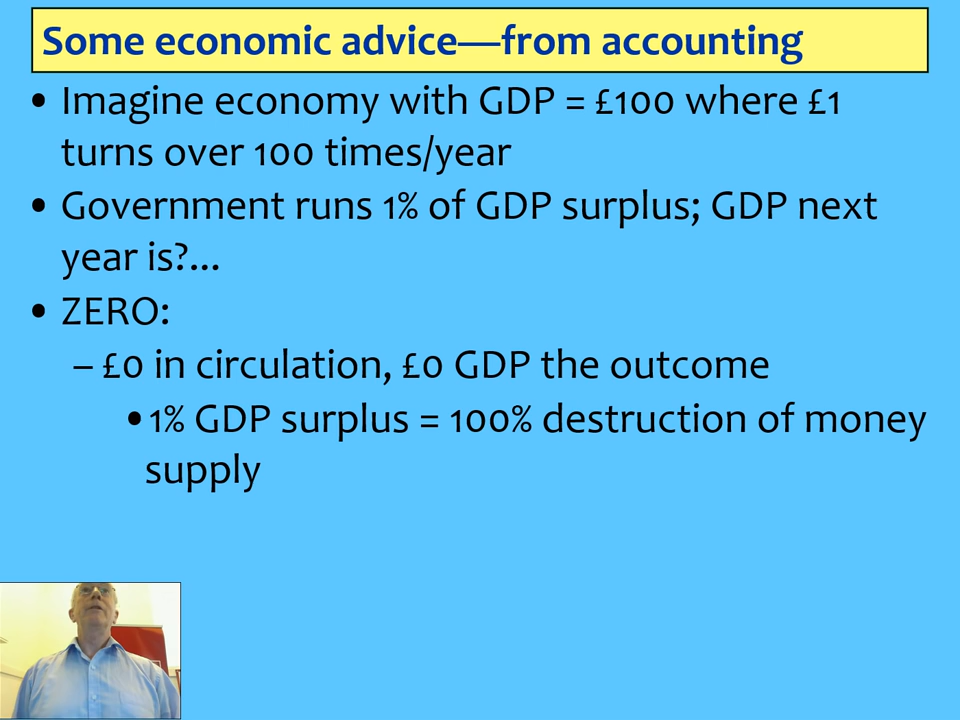 Some economic advice—from accounting
• Imagine economy with GDP = £100 where £1
turns over 100 times/year
• Government runs 1% of GDP surplus; GDP next
year is?...
• ZERO:
– £0 in circulation, £0 GDP the outcome
• 1% GDP surplus = 100% destruction of money
supply